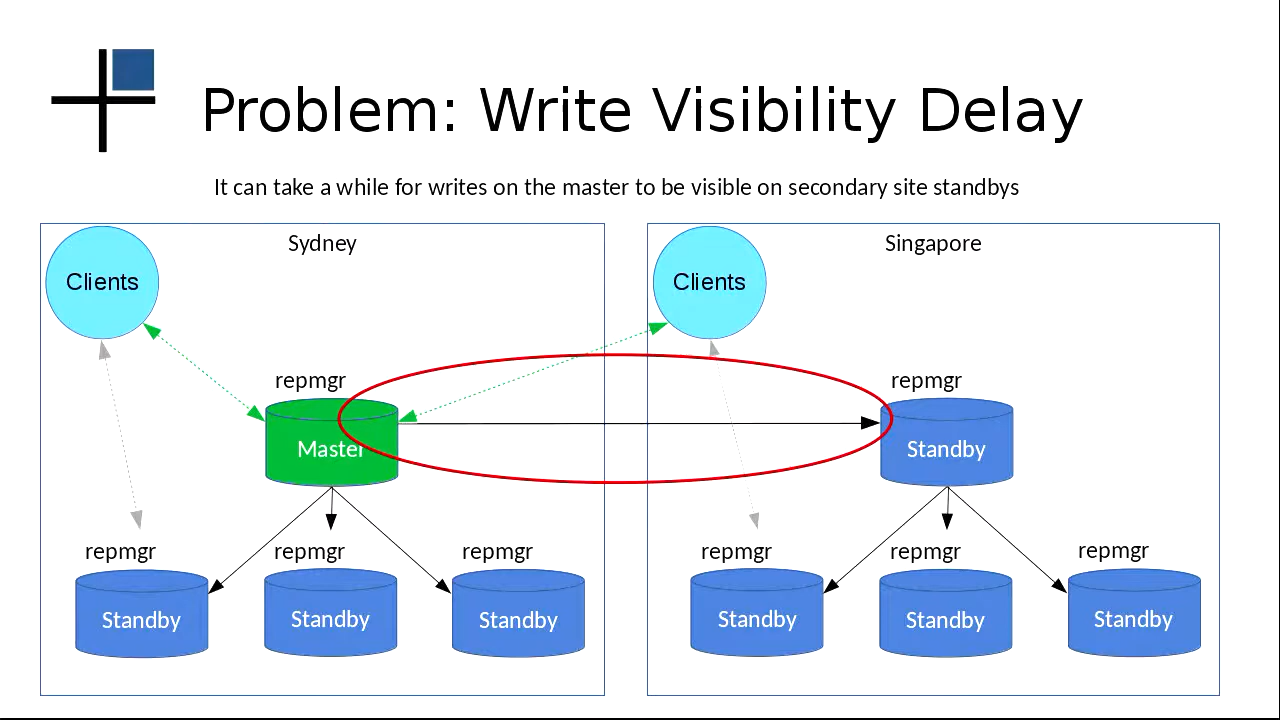 Problem: Write Visibility Delay
It can take a while for writes on the master to be visible on secondary site standbys
Sydney
Clients
repmgr
Master
repmgr
repmgr
repmgr
Standby
Standby
Standby
Singapore
Clients
repmgr
Standby
repmgr
repmgr
repmgr
Standby
Standby
Standby